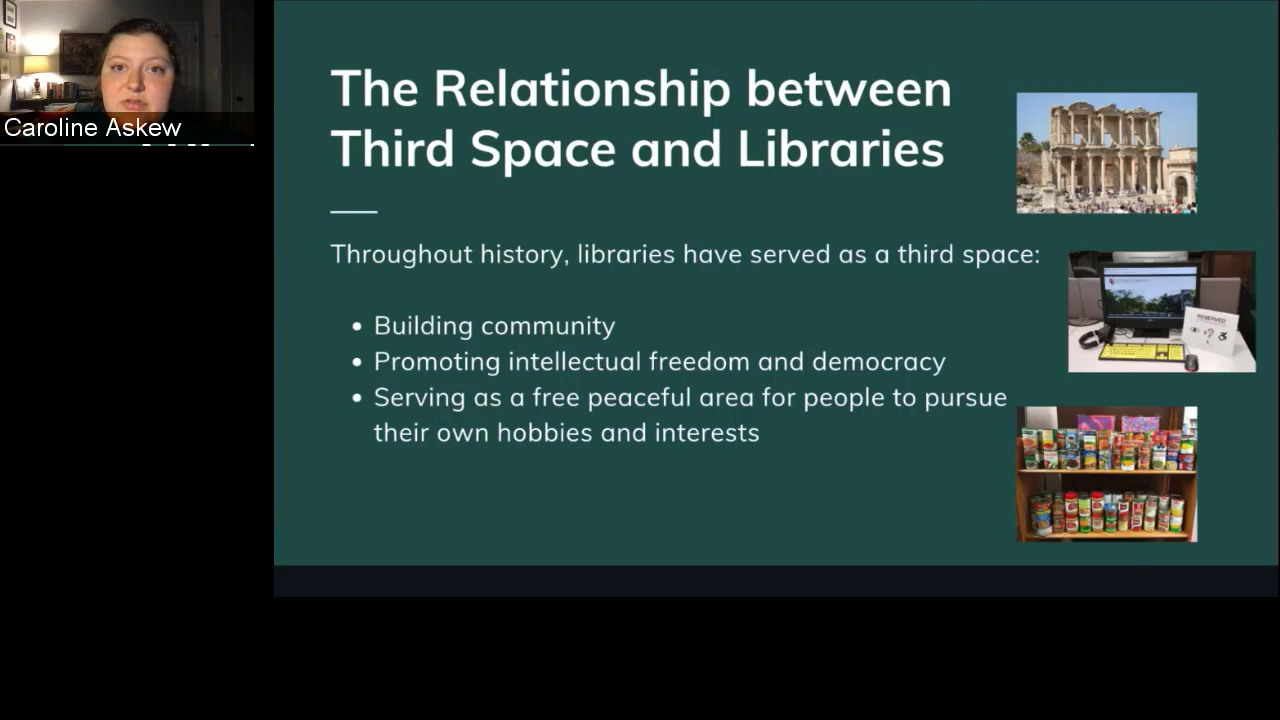 Caroline Askew
The Relationship between
Third Space and Libraries
Throughout history, libraries have served as a third space:
• Building community
• Promoting intellectual freedom and democracy
• Serving as a free peaceful area for people to pursue
their own hobbies and interests
RESERVED